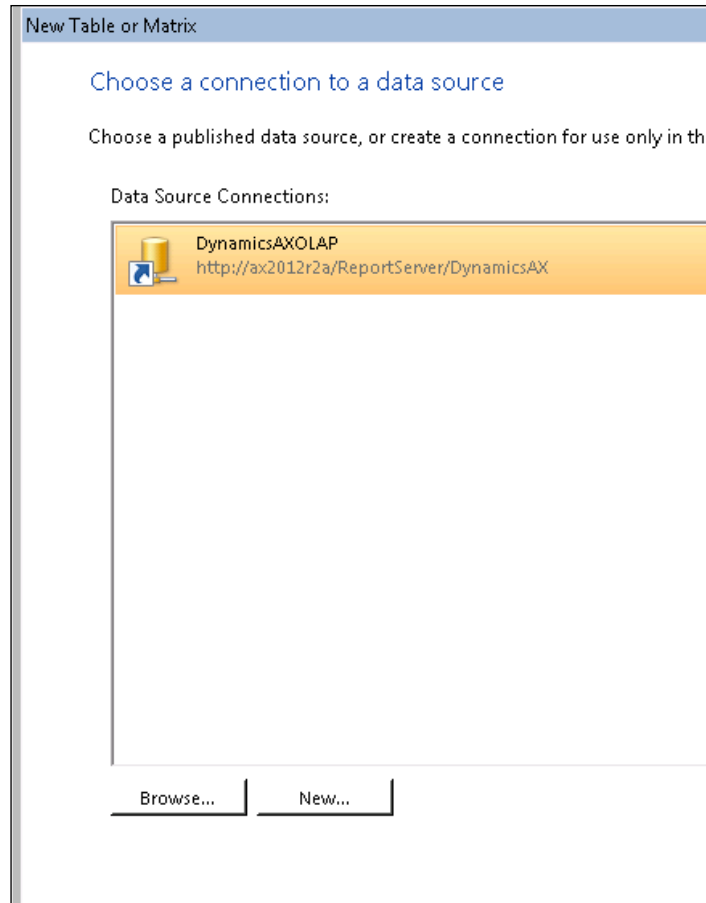 New Table or Matrix
Choose a connection to a data source
Choose a published data source, or create a connection for use only in th
Data Source Connections:
DynamicsAXOLAP
http://ax2012r2a/ReportServer/DynamicsAX
Browse... New...